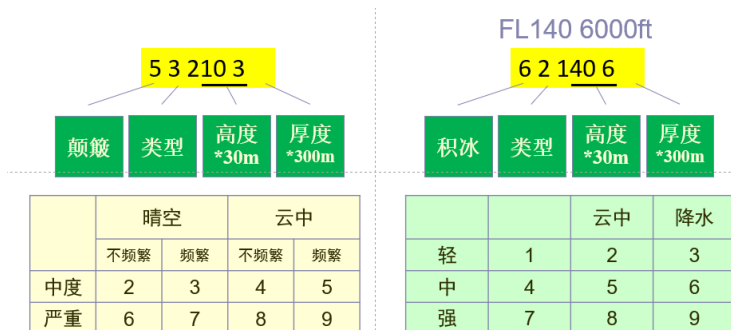 FL140 6000ft
5 3 210 3
6 2 140 6
颠簸
类型
高度
*30m
厚度
*300m
积冰
类型
高度
*30m
厚度
*300m
晴空 云中
不频繁 频繁 不频繁 频繁
中度 2 3 4 5
严重 6 7 8 9
云中 降水
轻 1 2 3
中 4 5 6
强 7 8 9